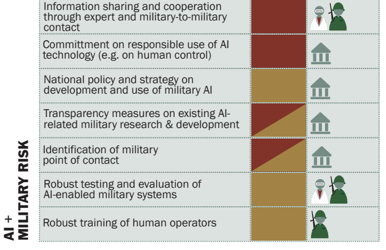 Information sharing and cooperation
through expert and military-to-military
contact
Committment on responsible use of AI
technology (e.g. on human control)
National policy and strategy on
development and use of military AI
Transparency measures on existing AI-
related military research & development
Identification of military
point of contact
Robust testing and evaluation of
AI-enabled military systems
Robust training of human operators
AI +
MILITARY RISK